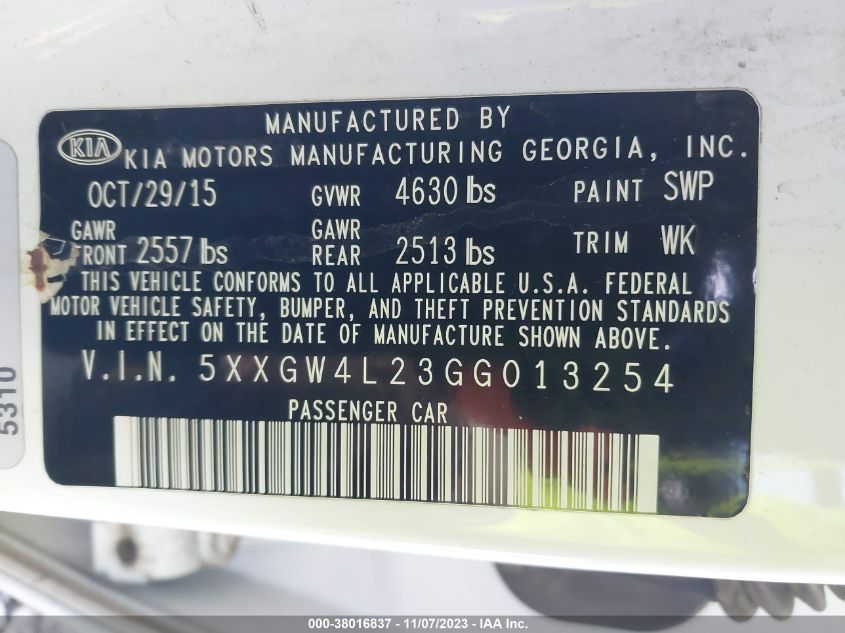 MANUFACTURED BY
KIA KIA MOTORS MANUFACTURING GEORGIA, INC.
OCT/29/15 GVWR 4630 lbs PAINT SWP
GAWR FRONT 2557 lbs GAWR REAR 2513 lbs TRIM WK
THIS VEHICLE CONFORMS TO ALL APPLICABLE U.S.A. FEDERAL
MOTOR VEHICLE SAFETY, BUMPER, AND THEFT PREVENTION STANDARDS
IN EFFECT ON THE DATE OF MANUFACTURE SHOWN ABOVE.
V.I.N. 5XXGW4L23GG013254
PASSENGER CAR
5310
000-38016837 - 11/07/2023 - IAA Inc.